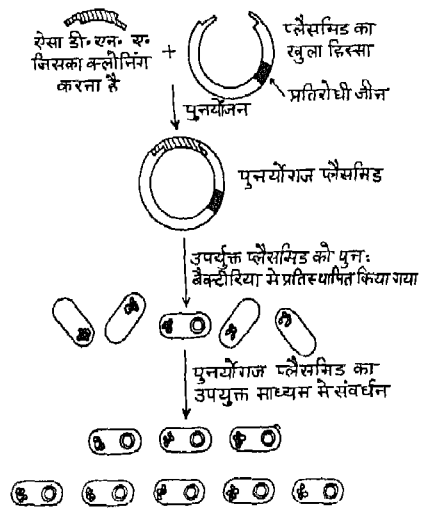 ऐसा डी॰ एन॰ ए॰
जिसका क्लोनिंग
करना है
+
प्लैसमिड का
खुला हिस्सा
प्रतिरोधी जीन
पुनर्योजन
पुनर्योगज प्लैसमिड
उपर्युक्त प्लैसमिड को पुनः
बैक्टीरिया मे प्रतिस्थापित किया गया
पुनर्योगज प्लैसमिड का
उपयुक्त माध्यम मे संवर्धन